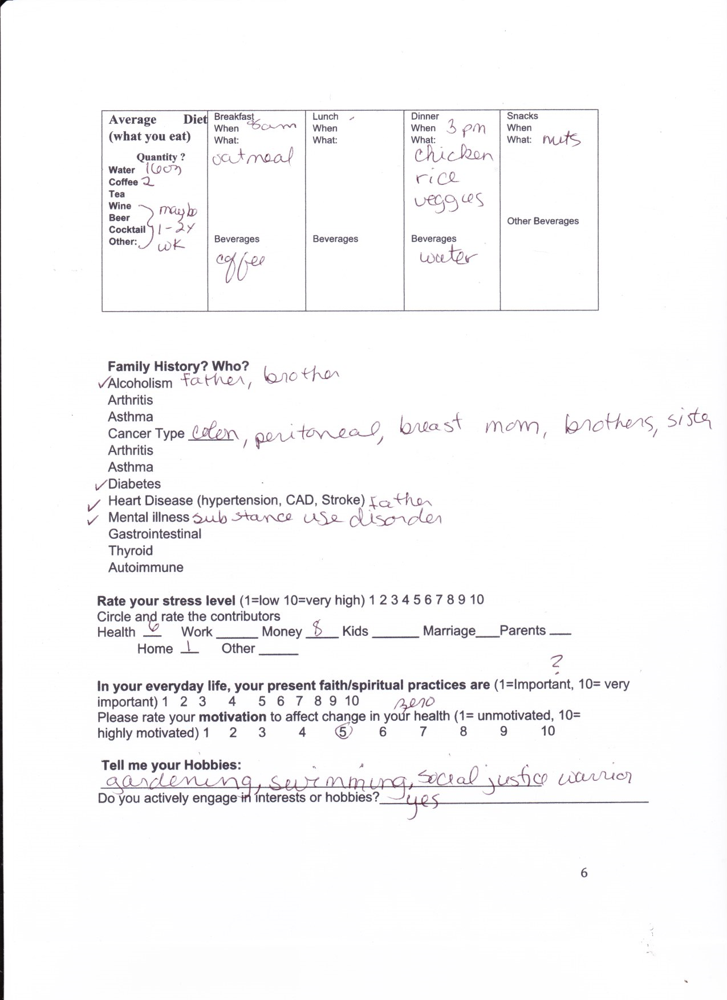 Average Diet
(what you eat)
Quantity ?
Water 16oz
Coffee 2
Tea
Wine
Beer
Cocktail
Other:
maybe
1-2x
wk
Breakfast
When 8am
What:
oatmeal
Beverages
coffee
Lunch -
When
What:
Beverages
Dinner
When 3 pm
What:
chicken
rice
veggies
Beverages
water
Snacks
When
What: nuts
Other Beverages
Family History? Who?
✓Alcoholism father, brother
Arthritis
Asthma
Cancer Type colon, peritoneal, breast mom, brothers, sister
Arthritis
Asthma
✓Diabetes
✓ Heart Disease (hypertension, CAD, Stroke) father
✓ Mental illness substance use disorder
Gastrointestinal
Thyroid
Autoimmune
Rate your stress level (1=low 10=very high) 1 2 3 4 5 6 7 8 9 10
Circle and rate the contributors
Health 6 Work ______ Money 8 Kids ______ Marriage___Parents ___
Home 1 Other _____
?
In your everyday life, your present faith/spiritual practices are (1=Important, 10= very
important) 1 2 3 4 5 6 7 8 9 10 zero
Please rate your motivation to affect change in your health (1= unmotivated, 10=
highly motivated) 1 2 3 4 5 6 7 8 9 10
Tell me your Hobbies:
gardening, swimming, social justice warrior
Do you actively engage in interests or hobbies? yes
6